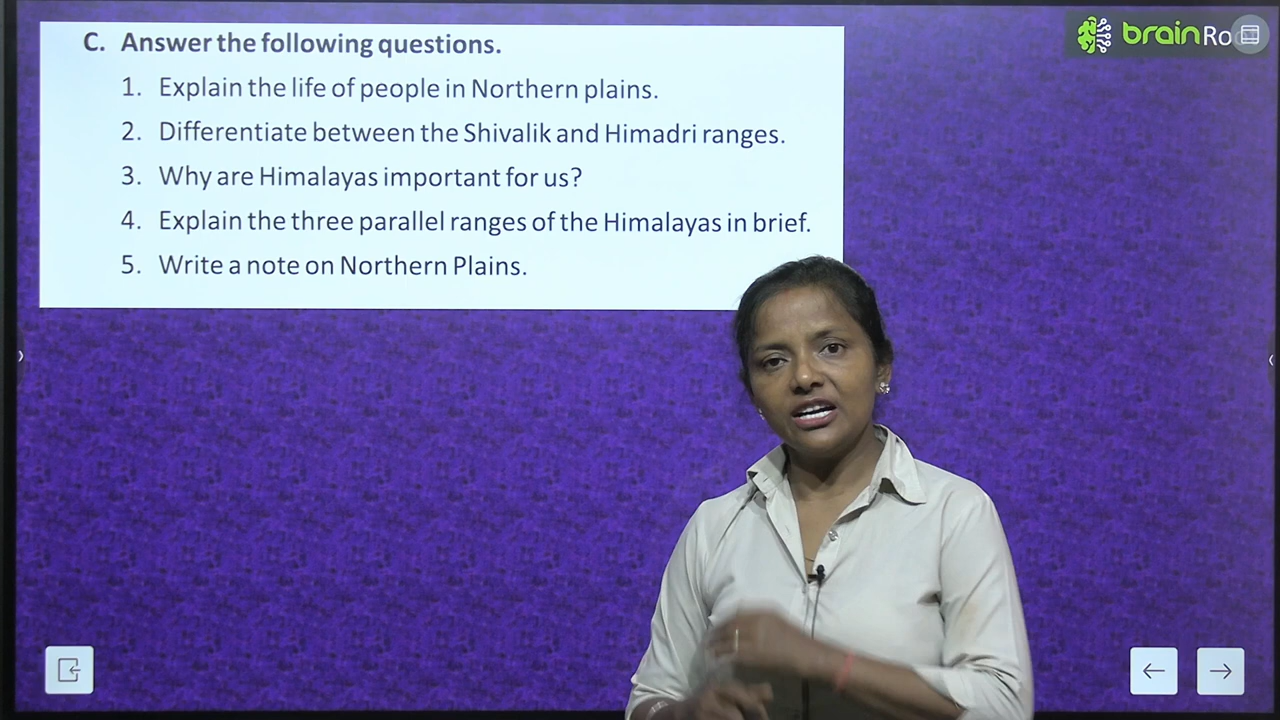 C. Answer the following questions.
1. Explain the life of people in Northern plains.
2. Differentiate between the Shivalik and Himadri ranges.
3. Why are Himalayas important for us?
4. Explain the three parallel ranges of the Himalayas in brief.
5. Write a note on Northern Plains.
brain